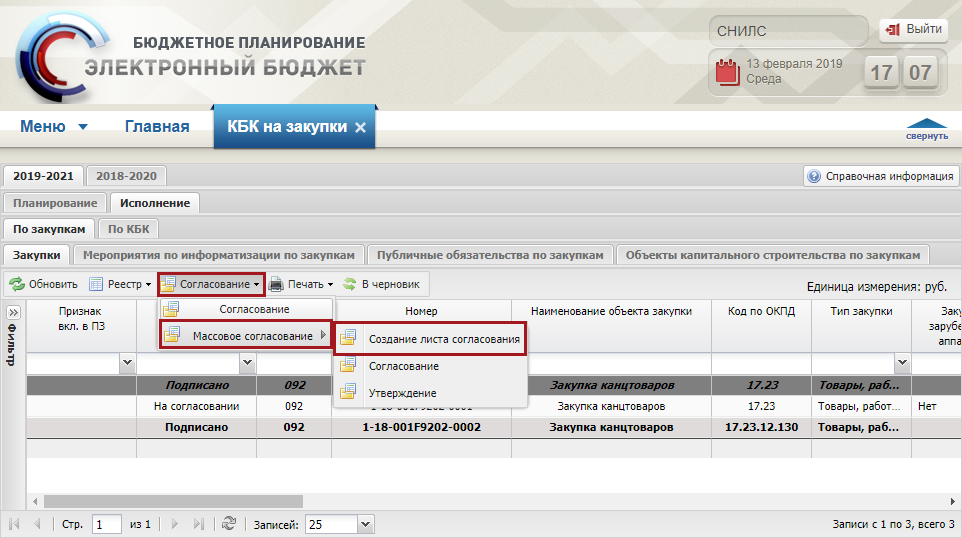 БЮДЖЕТНОЕ ПЛАНИРОВАНИЕ
ЭЛЕКТРОННЫЙ БЮДЖЕТ
СНИЛС
Выйти
13 февраля 2019
Среда
17 07
Меню
Главная
КБК на закупки
свернуть
2019-2021
2018-2020
Справочная информация
Планирование
Исполнение
По закупкам
По КБК
Закупки
Мероприятия по информатизации по закупкам
Публичные обязательства по закупкам
Объекты капитального строительства по закупкам
Обновить
Реестр
Согласование
Печать
В черновик
Единица измерения: руб.
Согласование
Массовое согласование
Создание листа согласования
Согласование
Утверждение
Фильтр
Признак
вкл. в ПЗ
Номер
Наименование объекта закупки
Код по ОКПД
Тип закупки
Заку
зарубе
аппа
Подписано 092 Закупка канцтоваров 17.23 Товары, раб...
На согласовании 092 1-18-001F9202-0001 Закупка канцтоваров 17.23 Товары, работ... Нет
Подписано 092 1-18-001F9202-0002 Закупка канцтоваров 17.23.12.130 Товары, раб...
Стр. 1 из 1
Записей: 25
Записи с 1 по 3, всего 3